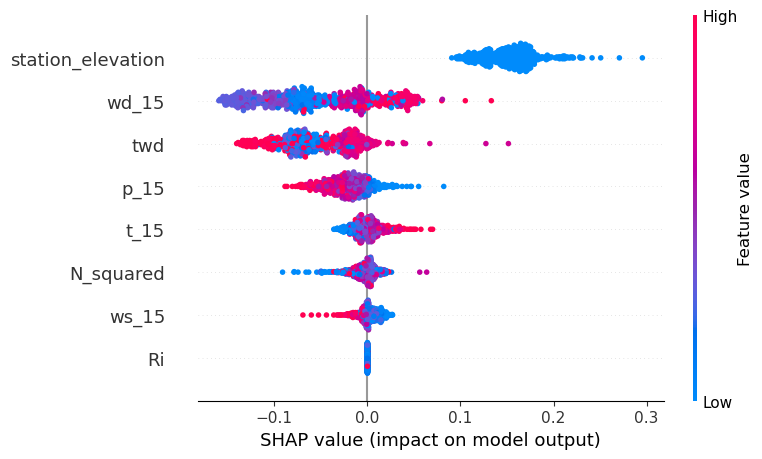 High
station_elevation
wd_15
twd
p_15
t_15
N_squared
ws_15
Ri
Low
Feature value
−0.1 0.0 0.1 0.2 0.3
SHAP value (impact on model output)